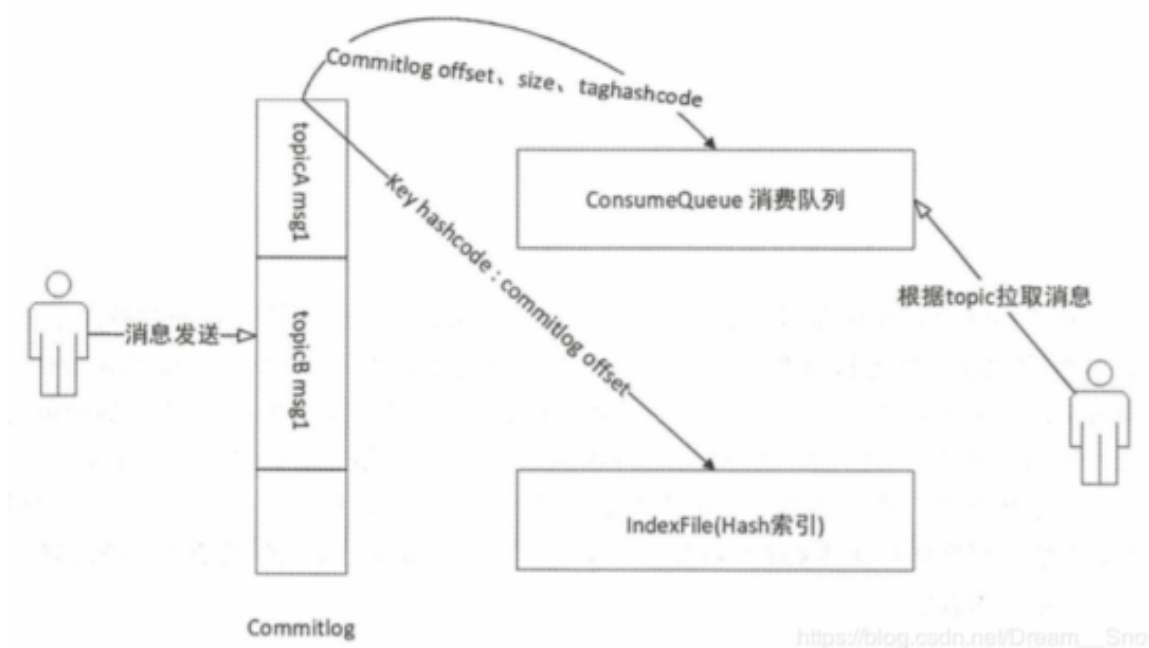 Commitlog offset、size、taghashcode
topicA msg1
Key hashcode：commitlog offset
ConsumeQueue 消费队列
根据topic拉取消息
消息发送
topicB msg1
IndexFile(Hash索引)
Commitlog
https://blog.csdn.net/Dream__Sno